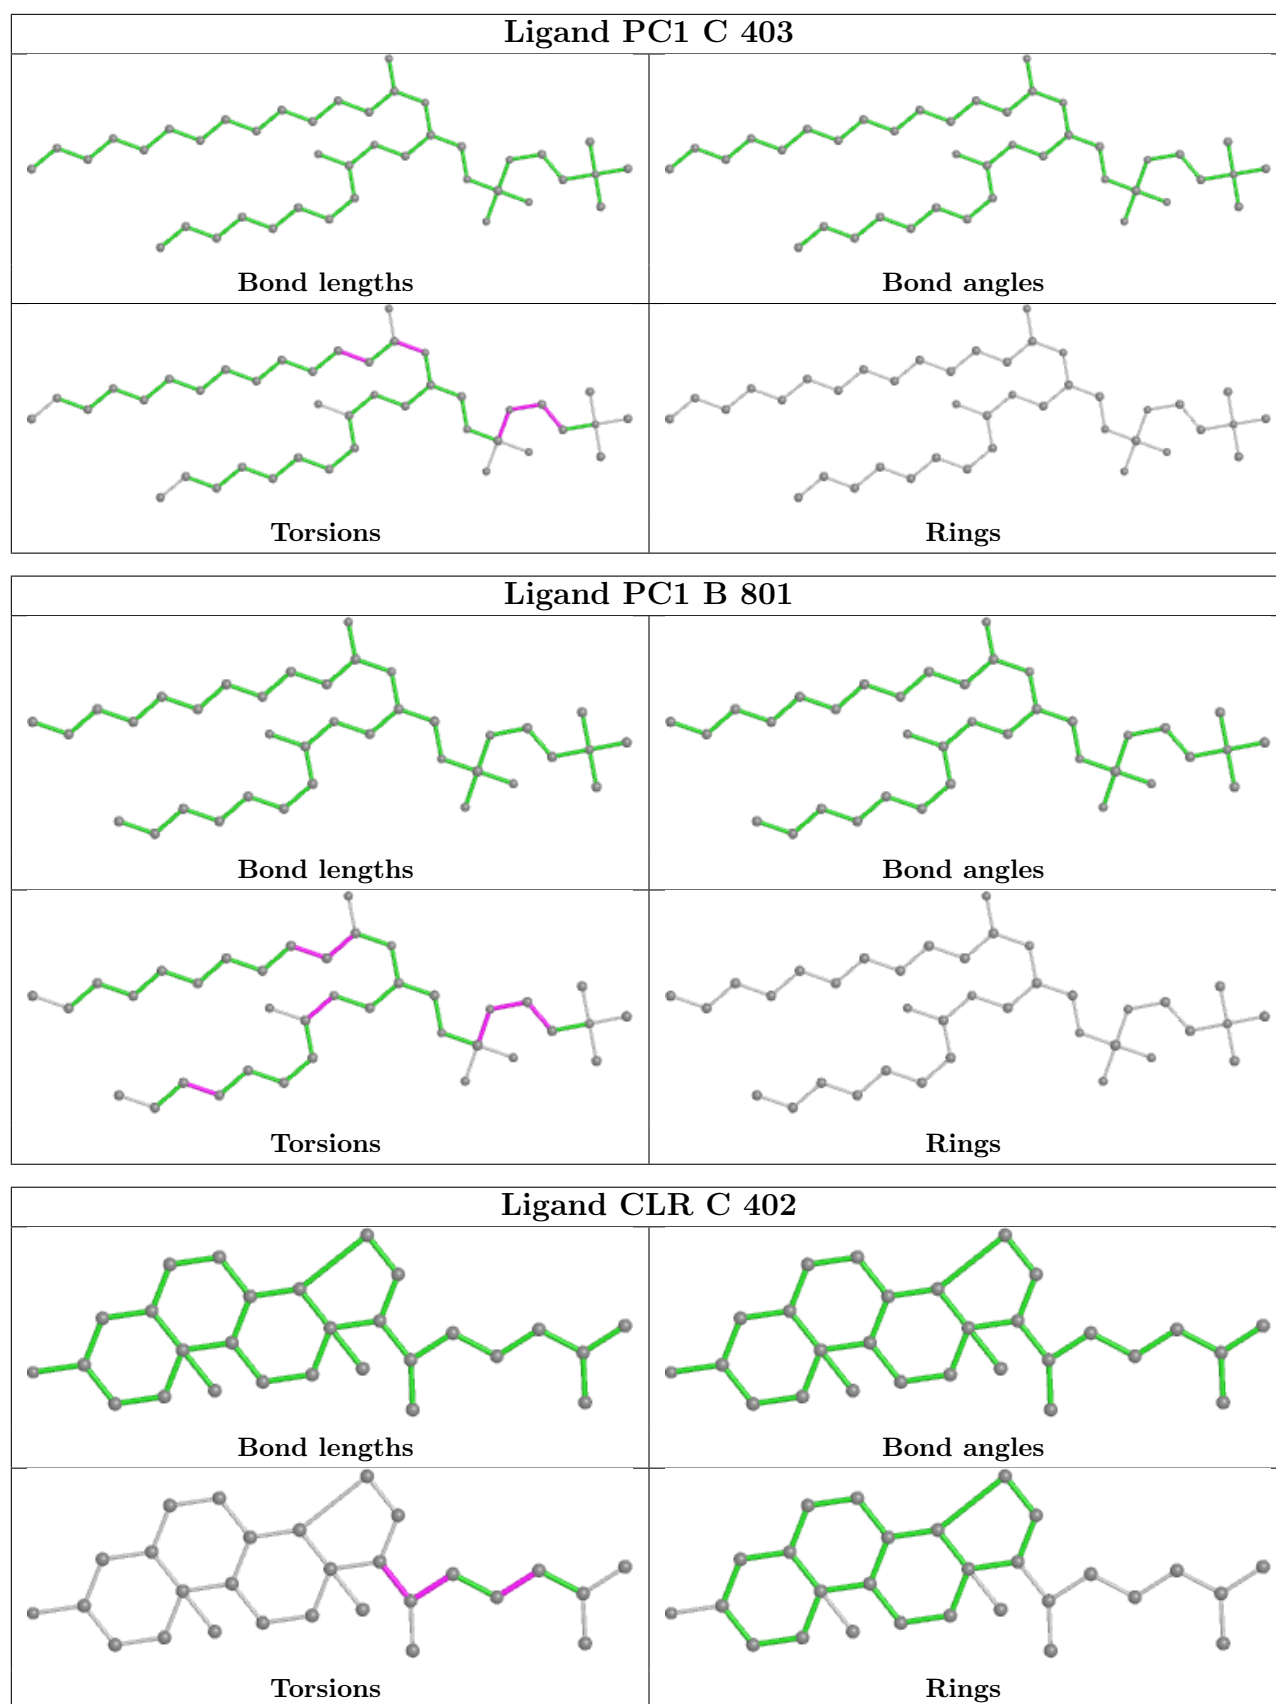 Ligand PC1 C 403
Bond lengths
Bond angles
Torsions
Rings
Ligand PC1 B 801
Bond lengths
Bond angles
Torsions
Rings
Ligand CLR C 402
Bond lengths
Bond angles
Torsions
Rings